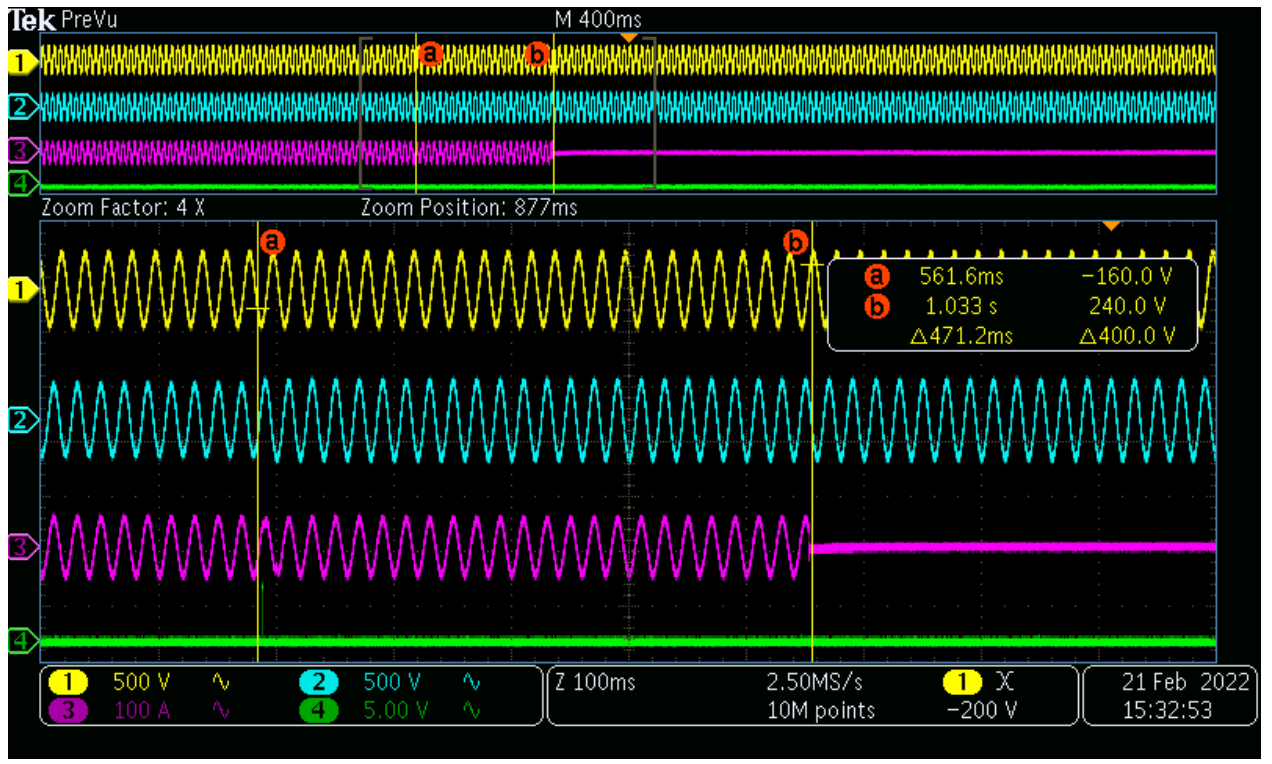 Tek PreVu M 400ms
1
a b
2
3
4
Zoom Factor: 4 X Zoom Position: 877ms
a b
1
a 561.6ms −160.0 V
b 1.033 s 240.0 V
Δ471.2ms Δ400.0 V
2
3
4
1 500 V 2 500 V Z 100ms 2.50MS/s 1 21 Feb 2022
3 100 A 4 5.00 V 10M points −200 V 15:32:53